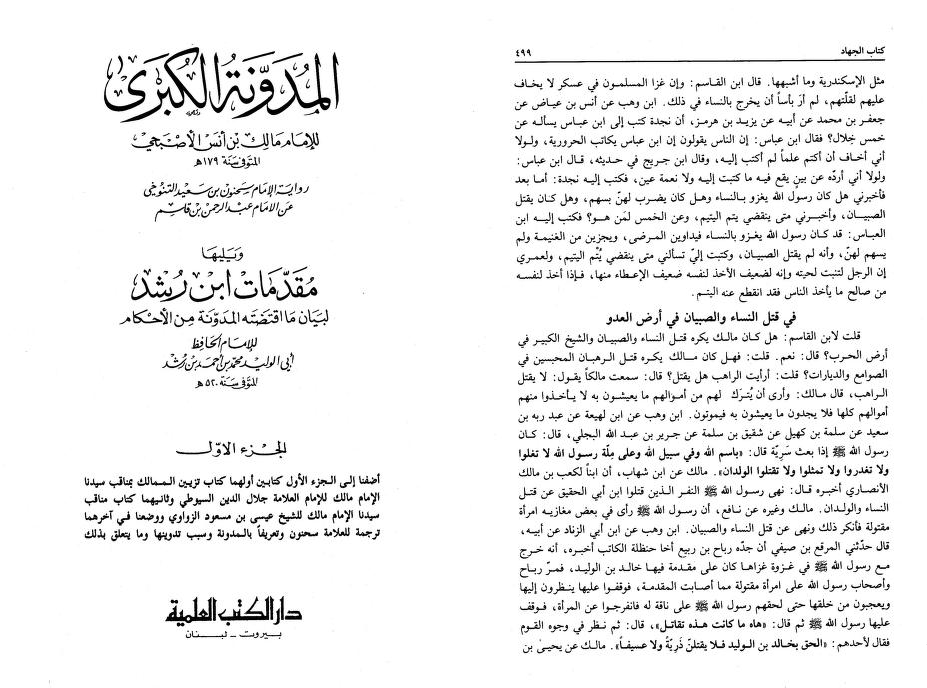 كتاب الجهاد ٤٩٩
مثل الإسكندرية وما أشبهها. قال ابن القاسم: وإن غزا المسلمون في عسكر لا يخاف
عليهم لقلّتهم، لم أرَ بأساً أن يخرج بالنساء في ذلك. ابن وهب عن أنس بن عياض عن
جعفر بن محمد عن أبيه عن يزيد بن هرمز، أن نجدة كتب إلى ابن عباس يسأله عن
خمس خِلال؟ فقال ابن عباس: إن الناس يقولون إن ابن عباس يكاتب الحرورية، ولولا
أني أخاف أن أكتم علماً لم أكتب إليه، وقال ابن جريج في حديثه، قال ابن عباس:
ولولا أني أردّه عن بينٍ يقع فيه ما كتبت إليه ولا نعمة عين، فكتب إليه نجدة: أما بعد
فأخبرني هل كان رسول الله يغزو بالنساء وهل كان يضرب لهنّ بسهم، وهل كان يقتل
الصبيان، وأخبرني متى ينقضي يتم اليتيم، وعن الخمس لمَن هو؟ فكتب إليه ابن
العباس: قد كان رسول الله يغزو بالنساء فيداوين المرضى، ويجزين من الغنيمة ولم
يسهم لهنّ، وأنه لم يقتل الصبيان، وكتبت إليّ تسألني متى ينقضي يُتْم اليتيم، ولعمري
إن الرجل لتنبت لحيته وإنه لضعيف الأخذ لنفسه ضعيف الإعطاء منها، فإذا أخذ لنفسه
من صالح ما يأخذ الناس فقد انقطع عنه اليتم.
في قتل النساء والصبيان في أرض العدو
قلت لابن القاسم: هل كان مالك يكره قتل النساء والصبيان والشيخ الكبير في
أرض الحرب؟ قال: نعم. قلت: فهل كان مالك يكره قتل الرهبان المحبسين في
الصوامع والديارات؟ قلت: أرأيت الراهب هل يقتل؟ قال: سمعت مالكاً يقول: لا يقتل
الراهب، قال مالك: وأرى أن يُترك لهم من أموالهم ما يعيشون به لا يأخذوا منهم
أموالهم كلها فلا يجدون ما يعيشون به فيموتون. ابن وهب عن ابن لهيعة عن عبد ربه بن
سعيد عن سلمة بن كهيل عن شقيق بن سلمة عن جرير بن عبد الله البجلي، قال: كان
رسول الله ﷺ إذا بعث سَريّة قال: «باسم الله وفي سبيل الله وعلى مِلّة رسول الله لا تغلوا
ولا تغدروا ولا تمثلوا ولا تقتلوا الولدان». مالك عن ابن شهاب، أن ابناً لكعب بن مالك
الأنصاري أخبره قال: نهى رسول الله ﷺ النفر الذين قتلوا ابن أبي الحقيق عن قتل
النساء والولدان. مالك وغيره عن نافع، أن رسول الله ﷺ رأى في بعض مغازيه امرأة
مقتولة فأنكر ذلك ونهى عن قتل النساء والصبيان. ابن وهب عن ابن أبي الزناد عن أبيه،
قال حدّثني المرقع بن صيفي أن جدّه رباح بن ربيع أخا حنظلة الكاتب أخبره، أنه خرج
مع رسول الله ﷺ في غزوة غزاها كان على مقدمة فيها خالد بن الوليد، فمرّ رباح
وأصحاب رسول الله على امرأة مقتولة مما أصابت المقدمة، فوقفوا عليها ينظرون إليها
ويعجبون من خلقها حتى لحقهم رسول الله ﷺ على ناقة له فانفرجوا عن المرأة، فوقف
عليها رسول الله ﷺ ثم قال: «هاه ما كانت هذه تقاتل»، قال: ثم نظر في وجوه القوم
فقال لأحدهم: «الحق بخالد بن الوليد فلا يقتلنّ ذَرِيّةً ولا عسيفاً». مالك عن يحيى بن
المُدوَّنَةُ الكُبرى
للإمام مالك بن أنس الأصبحي
المتوفى سنة ١٧٩هـ
رواية الإمام سحنون بن سعيد التنوخي
عن الإمام عبد الرحمن بن قاسم
ويليها
مقدّمات ابن رشد
لبيان ما اقتضته المدوّنة من الأحكام
للإمام الحافظ
أبي الوليد محمد بن أحمد بن رشد
المتوفى سنة ٥٢٠هـ
الجزء الأوّل
أضفنا إلى الجزء الأول كتابين أولهما كتاب تزيين الممالك بمناقب سيدنا
الإمام مالك للإمام العلامة جلال الدين السيوطي وثانيهما كتاب مناقب
سيدنا الإمام مالك للشيخ عيسى بن مسعود الزواوي ووضعنا في آخرهما
ترجمة للعلامة سحنون وتعريفاً بالمدونة وسبب تدوينها وما يتعلق بذلك
دار الكتب العلمية
بيروت - لبنان